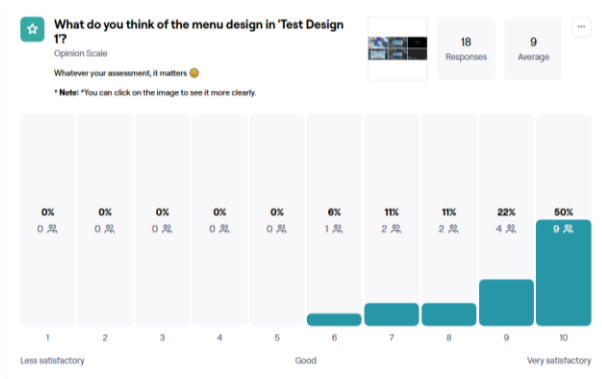 What do you think of the menu design in 'Test Design
1'?
Opinion Scale
Whatever your assessment, it matters
* Note: *You can click on the image to see it more clearly.
18
Responses
9
Average
0% 0% 0% 0% 0% 6% 11% 11% 22% 50%
0 0 0 0 0 1 2 2 4 9
1 2 3 4 5 6 7 8 9 10
Less satisfactory Good Very satisfactory